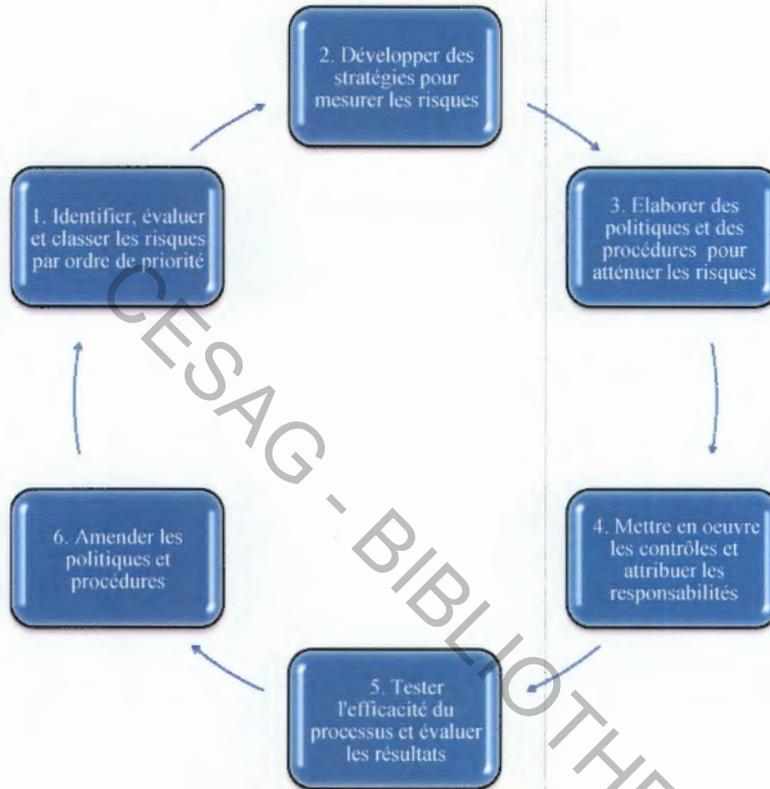 2. Développer des
stratégies pour
mesurer les risques
1. Identifier, évaluer
et classer les risques
par ordre de priorité
3. Elaborer des
politiques et des
procédures pour
atténuer les risques
6. Amender les
politiques et
procédures
4. Mettre en oeuvre
les contrôles et
attribuer les
responsabilités
5. Tester
l'efficacité du
processus et évaluer
les résultats
CESAG - BIBLIOTHE